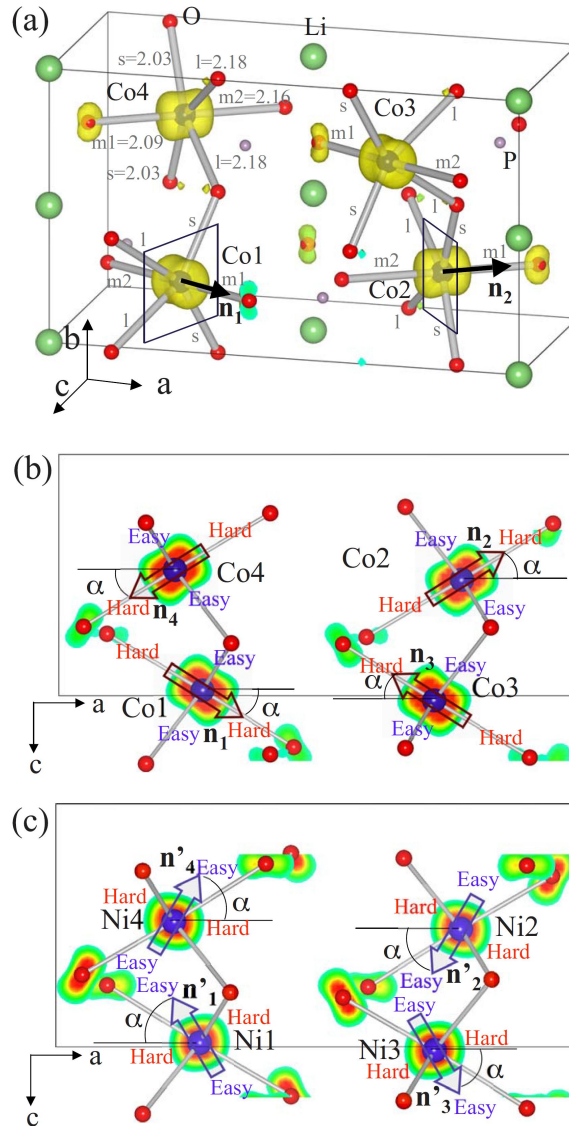 (a)
O
Li
s=2.03
l=2.18
Co4
m2=2.16
Co3
s
l
m1=2.09
m1
s=2.03
l=2.18
m2
P
s
l
s
l
s
Co1
m1
m2
n1
m2
Co2
m1
n2
l
s
l
s
b
c
a
(b)
Easy
Hard
Easy
n2
Hard
α
Co4
Co2
α
Hard
n4
Easy
Hard
Easy
Hard
Easy
Hard
n3
Easy
Co1
α
α
Co3
a
Easy
n1
Hard
Easy
Hard
c
(c)
n'4
Easy
Easy
Hard
α
Hard
Ni4
Hard
Ni2
α
Hard
Easy
n'1
Easy
n'2
α
Hard
Easy
Hard
Hard
Ni1
Hard
Ni3
a
Easy
Hard
α
n'3
Easy
c